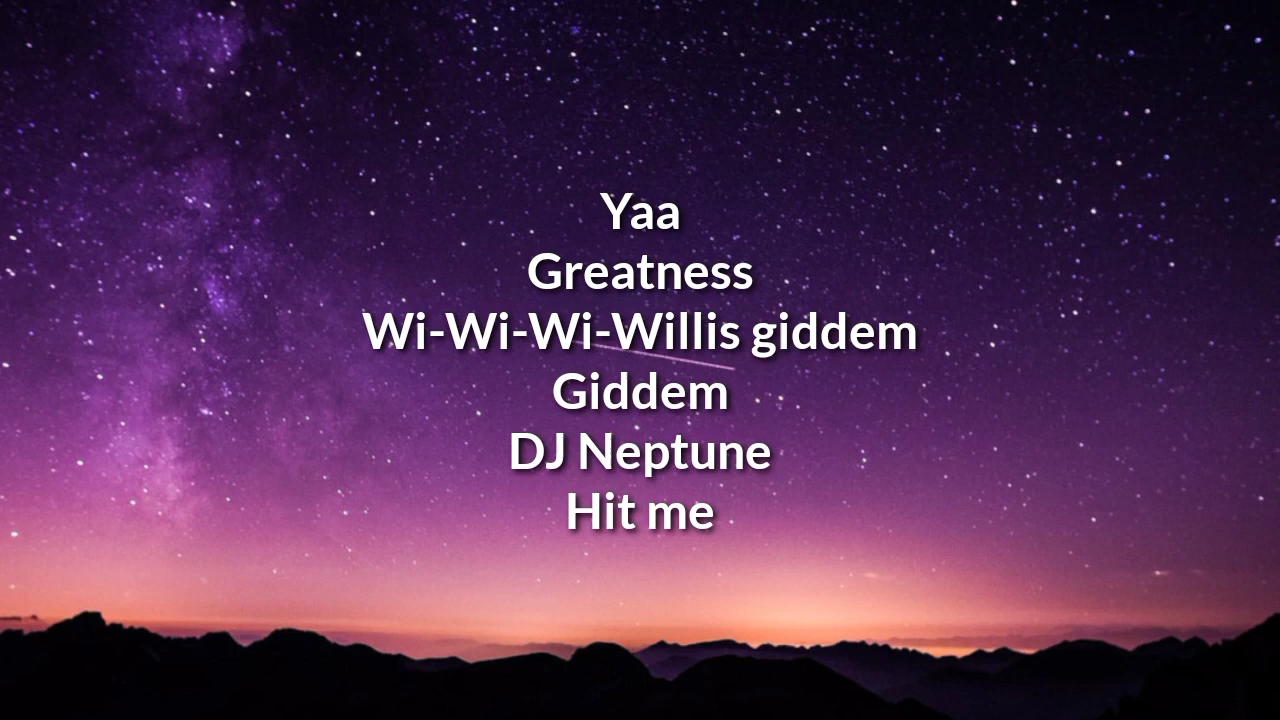 Yaa
Greatness
Wi-Wi-Wi-Willis giddem
Giddem
DJ Neptune
Hit me